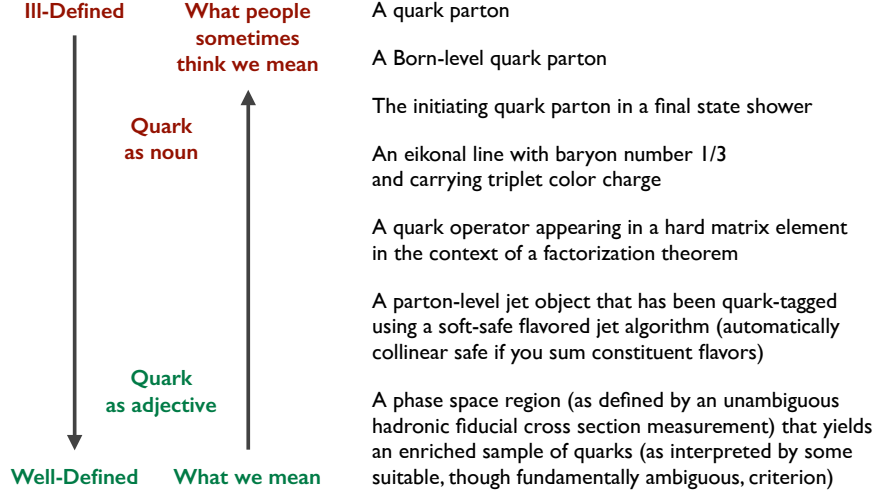 Ill-Defined
What people
sometimes
think we mean
Quark
as noun
Quark
as adjective
Well-Defined
What we mean
A quark parton
A Born-level quark parton
The initiating quark parton in a final state shower
An eikonal line with baryon number 1/3
and carrying triplet color charge
A quark operator appearing in a hard matrix element
in the context of a factorization theorem
A parton-level jet object that has been quark-tagged
using a soft-safe flavored jet algorithm (automatically
collinear safe if you sum constituent flavors)
A phase space region (as defined by an unambiguous
hadronic fiducial cross section measurement) that yields
an enriched sample of quarks (as interpreted by some
suitable, though fundamentally ambiguous, criterion)